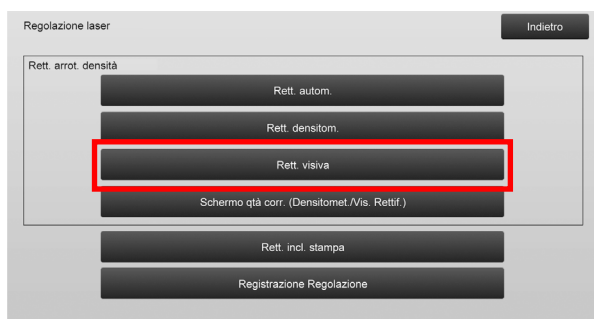 Regolazione laser
Indietro
Rett. arrot. densità
Rett. autom.
Rett. densitom.
Rett. visiva
Schermo qtà corr. (Densitomet./Vis. Rettif.)
Rett. incl. stampa
Registrazione Regolazione